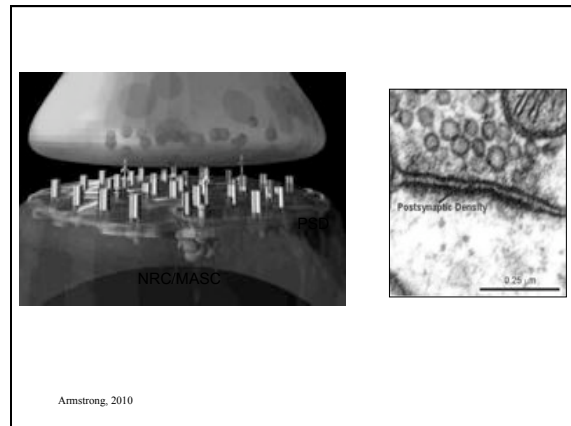 PSD
NRC/MASC
Postsynaptic Density
0.25 µm
Armstrong, 2010